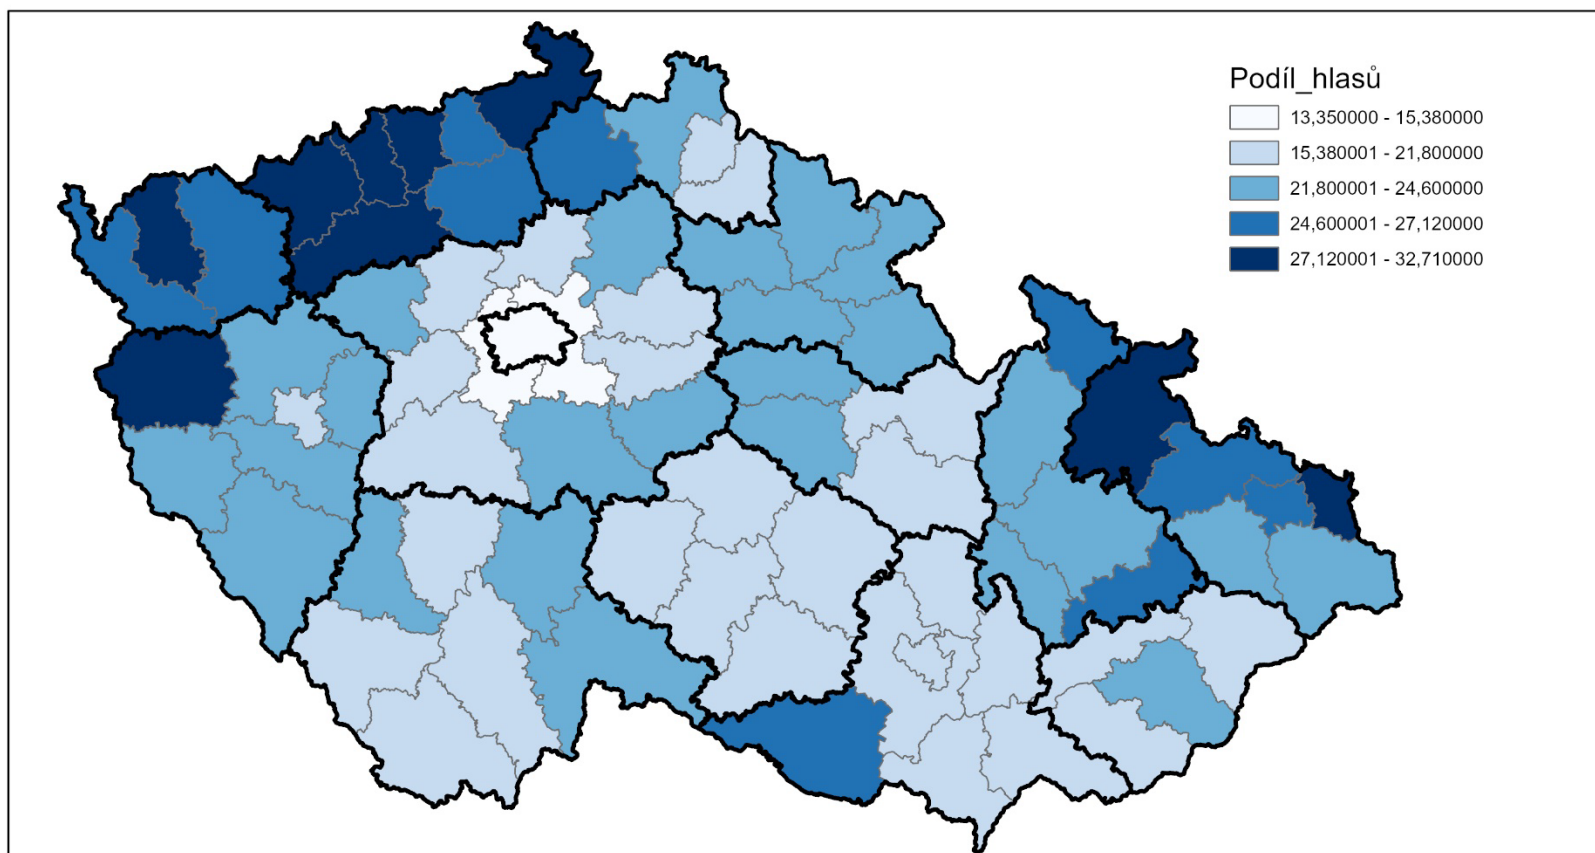 Podíl_hlasů
13,350000 - 15,380000
15,380001 - 21,800000
21,800001 - 24,600000
24,600001 - 27,120000
27,120001 - 32,710000